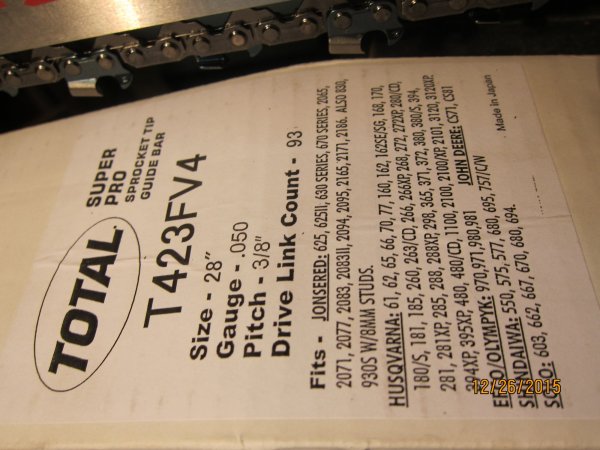 TOTAL
SUPER
PRO
SPROCKET TIP
GUIDE BAR
T423FV4
Size - 28"
Gauge - .050
Pitch - 3/8"
Drive Link Count - 93
Fits - JONSERED: 625, 625II, 630 SERIES, 670 SERIES, 2065,
2071, 2077, 2083, 2083II, 2094, 2095, 2165, 2171, 2186. ALSO 830,
930S W/8MM STUDS.
HUSQVARNA: 61, 62, 65, 66, 70, 77, 160, 162, 162SE/SG, 168, 170,
180/S, 181, 185, 260, 263/CD, 266, 266XP, 268, 272, 272XP, 280/CD,
281, 281XP, 285, 288, 288XP, 298, 365, 371, 372, 380, 380/S, 394,
394XP, 395XP, 480, 480/CD, 1100, 2100, 2100/XP, 2101, 3120, 3120XP.
EFCO/OLYMPYK: 970,971,980,981 JOHN DEERE: CS71, CS81
SHINDAIWA: 550, 575, 577, 680, 695, 757/C/W
SOLO: 603, 662, 667, 670, 680, 694.
Made In Japan
12/26/2015